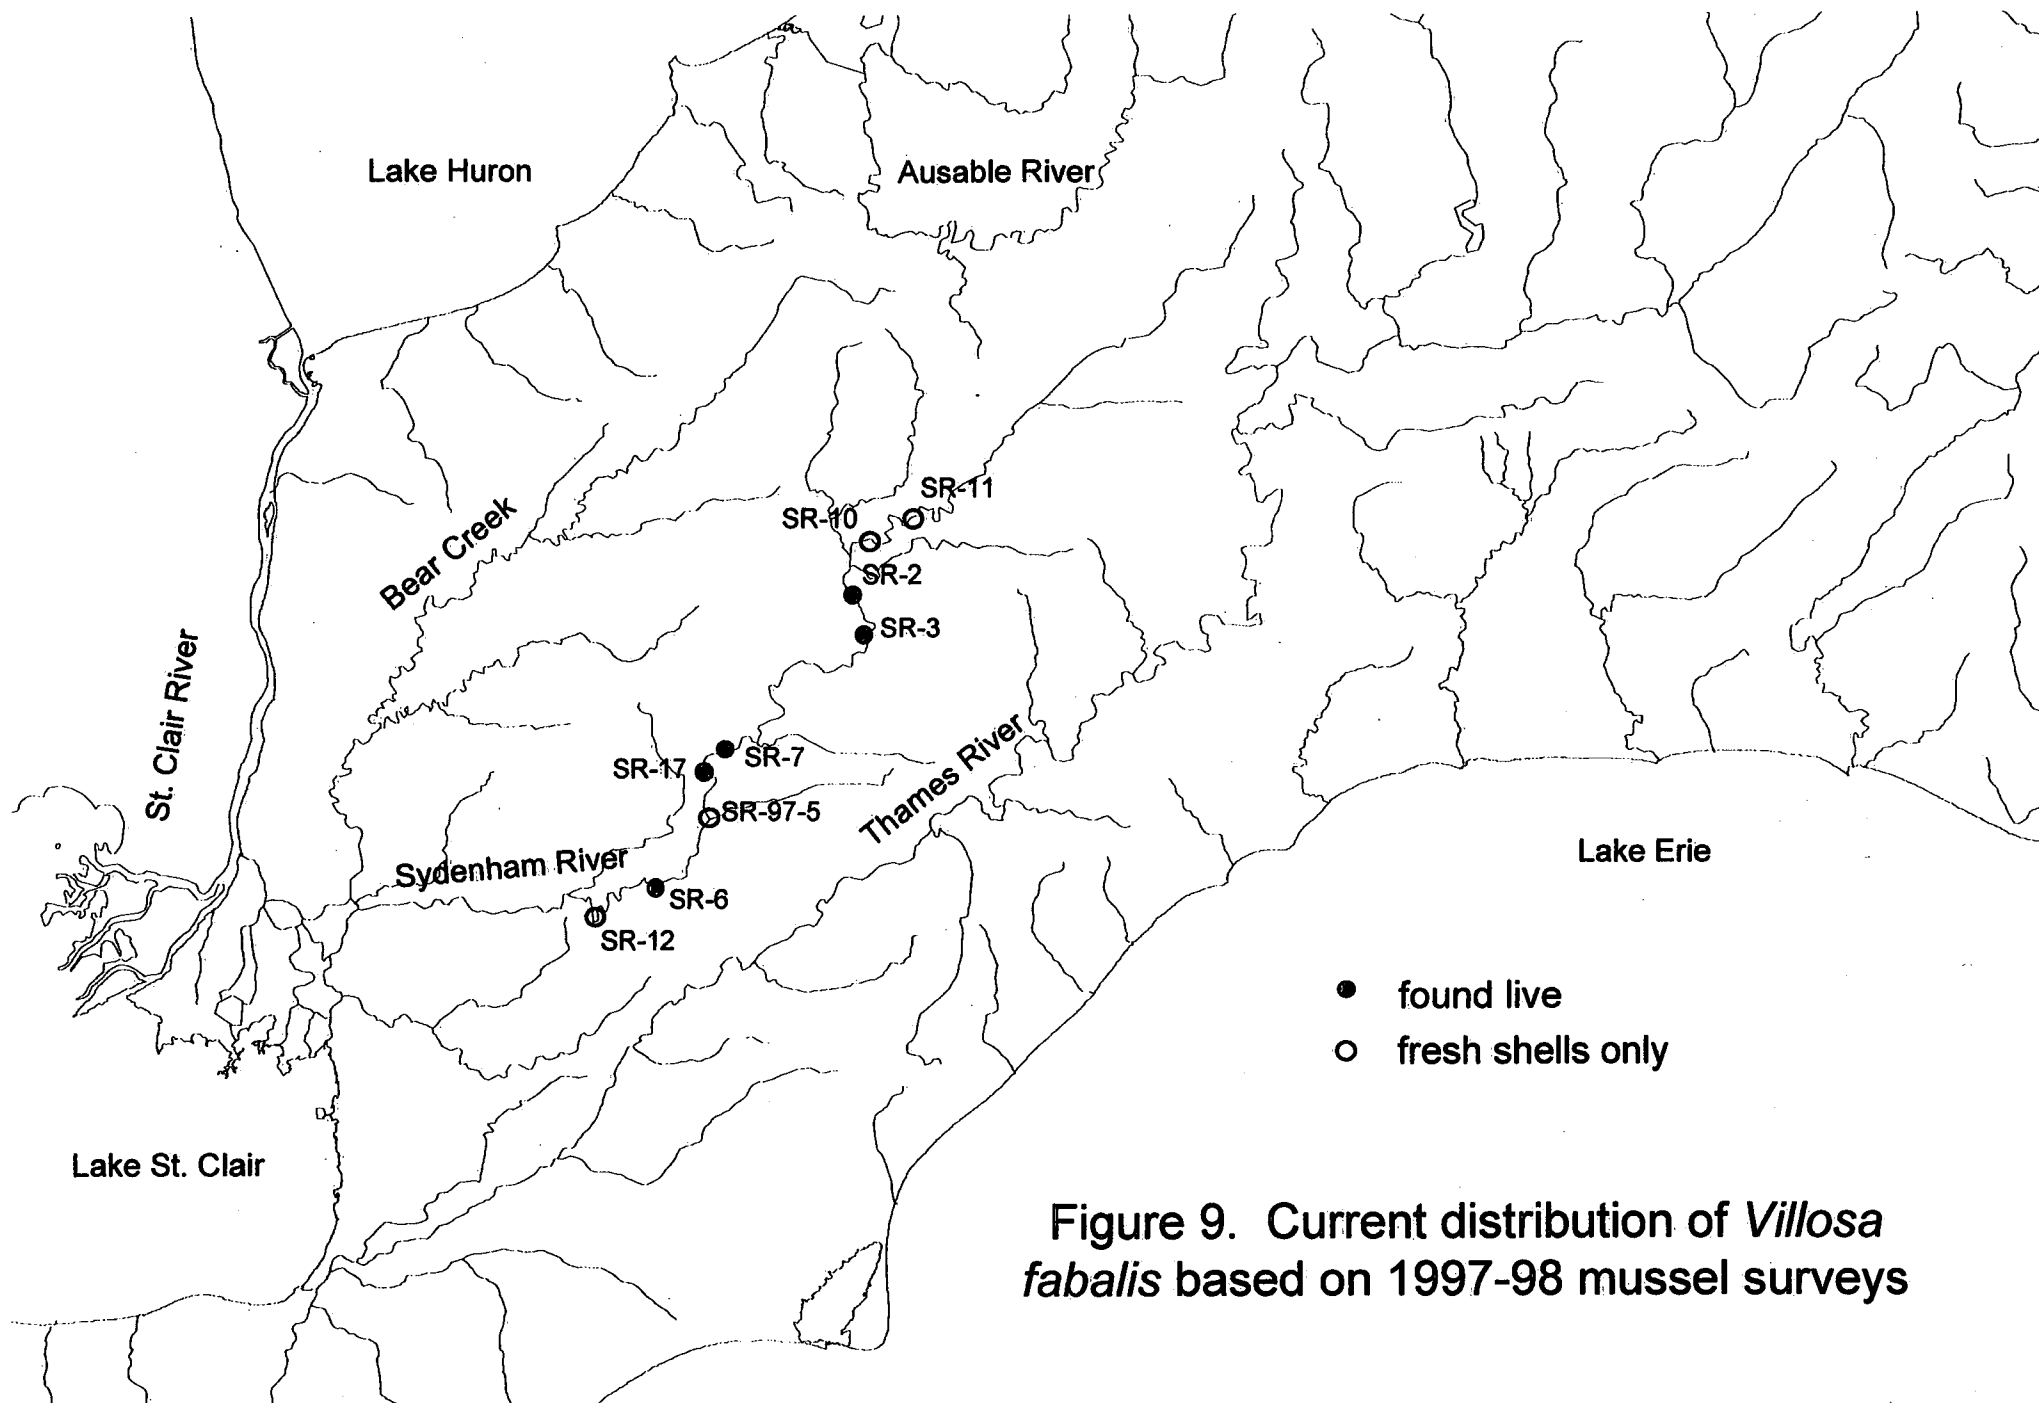 Lake Huron
Ausable River
SR-11
SR-10
Bear Creek
SR-2
SR-3
St. Clair River
SR-7
SR-17
Thames River
SR-97-5
Lake Erie
Sydenham River
SR-6
SR-12
found live
fresh shells only
Lake St. Clair
Figure 9. Current distribution of Villosa
fabalis based on 1997-98 mussel surveys